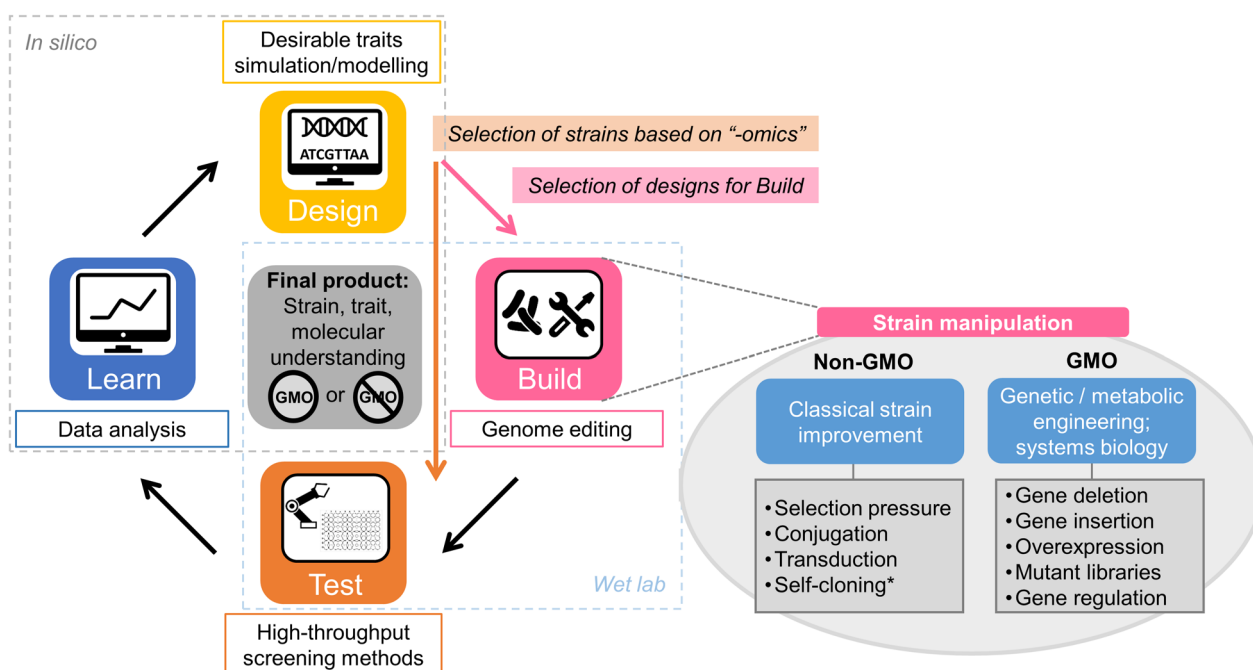 In silico
Desirable traits
simulation/modelling
ATCGTTAA
Design
Selection of strains based on “-omics”
Selection of designs for Build
Learn
Data analysis
Final product:
Strain, trait,
molecular
understanding
GMO or GMO
Build
Genome editing
Test
High-throughput
screening methods
Wet lab
Strain manipulation
Non-GMO
Classical strain
improvement
•Selection pressure
•Conjugation
•Transduction
•Self-cloning*
GMO
Genetic / metabolic
engineering;
systems biology
•Gene deletion
•Gene insertion
•Overexpression
•Mutant libraries
•Gene regulation